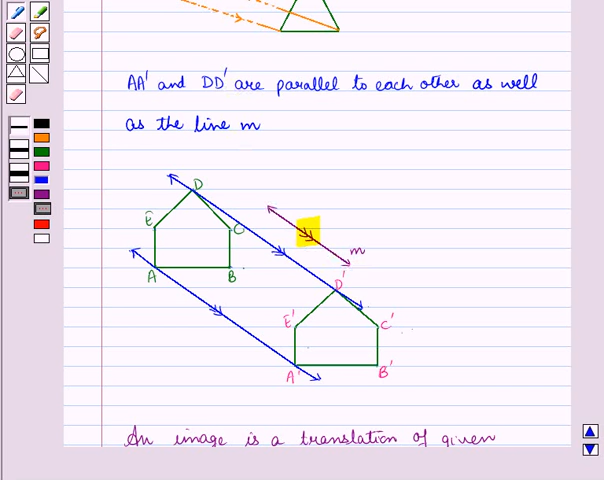 AA' and DD' are parallel to each other as well
as the line m
D
E
C
m
A
B
D'
E'
C'
A'
B'
An image is a translation of given